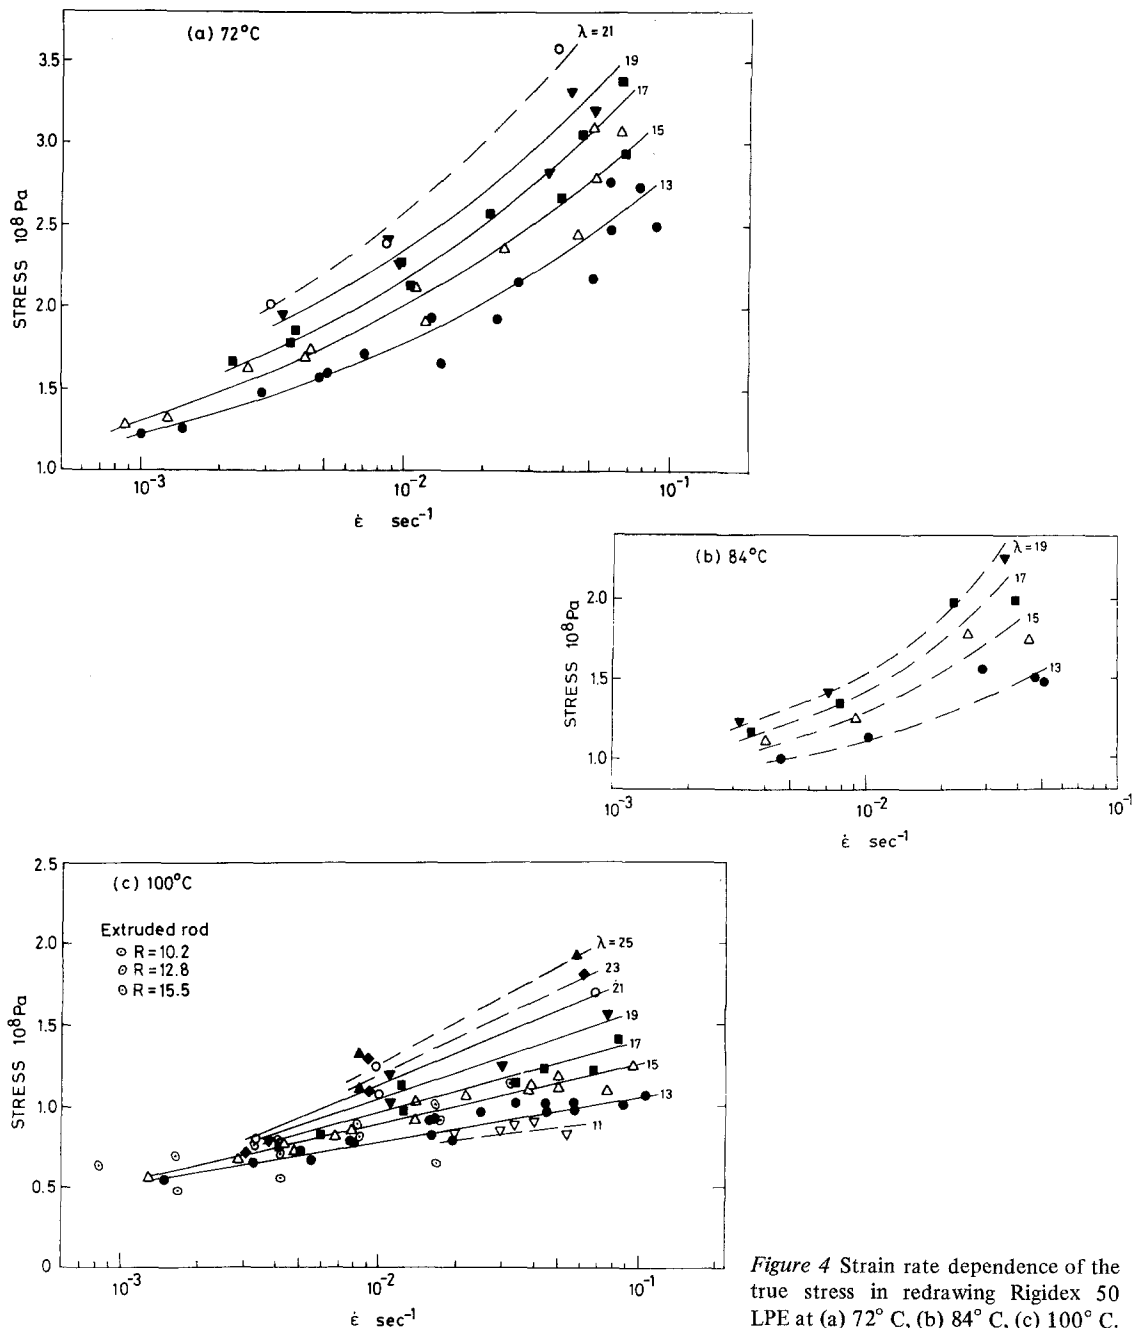 (a) 72°C
λ = 21
19
17
15
13
3.5
3.0
2.5
2.0
1.5
1.0
STRESS 10⁸ Pa
10⁻³
10⁻²
10⁻¹
ε̇ sec⁻¹
(b) 84°C
λ = 19
17
15
13
2.0
1.5
1.0
STRESS 10⁸ Pa
10⁻³
10⁻²
10⁻¹
ε̇ sec⁻¹
(c) 100°C
Extruded rod
R = 10.2
R = 12.8
R = 15.5
λ = 25
23
21
19
17
15
13
11
2.5
2.0
1.5
1.0
0.5
0
STRESS 10⁸ Pa
10⁻³
10⁻²
10⁻¹
ε̇ sec⁻¹
Figure 4 Strain rate dependence of the
true stress in redrawing Rigidex 50
LPE at (a) 72° C, (b) 84° C, (c) 100° C.